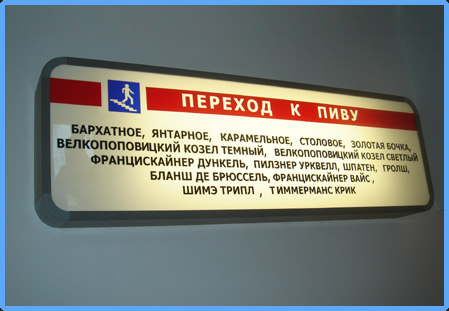 ПЕРЕХОД К ПИВУ
БАРХАТНОЕ, ЯНТАРНОЕ, КАРАМЕЛЬНОЕ, СТОЛОВОЕ, ЗОЛОТАЯ БОЧКА,
ВЕЛКОПОПОВИЦКИЙ КОЗЕЛ ТЕМНЫЙ, ВЕЛКОПОПОВИЦКИЙ КОЗЕЛ СВЕТЛЫЙ
ФРАНЦИСКАЙНЕР ДУНКЕЛЬ, ПИЛЗНЕР УРКВЕЛЛ, ШПАТЕН, ГРОЛШ,
БЛАНШ ДЕ БРЮССЕЛЬ, ФРАНЦИСКАЙНЕР ВАЙС ,
ШИМЭ ТРИПЛ , ТИММЕРМАНС КРИК